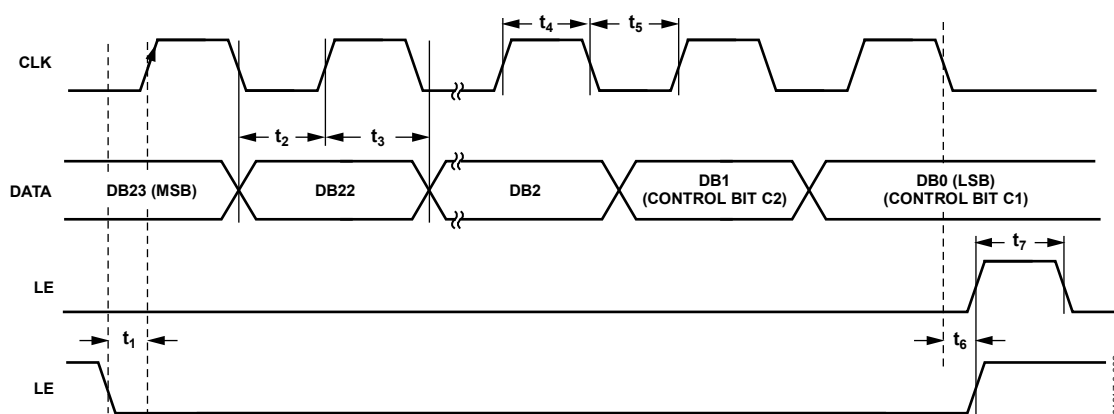 t4
t5
CLK
t2
t3
DATA
DB23 (MSB)
DB22
DB2
DB1
(CONTROL BIT C2)
DB0 (LSB)
(CONTROL BIT C1)
t7
LE
t1
t6
LE